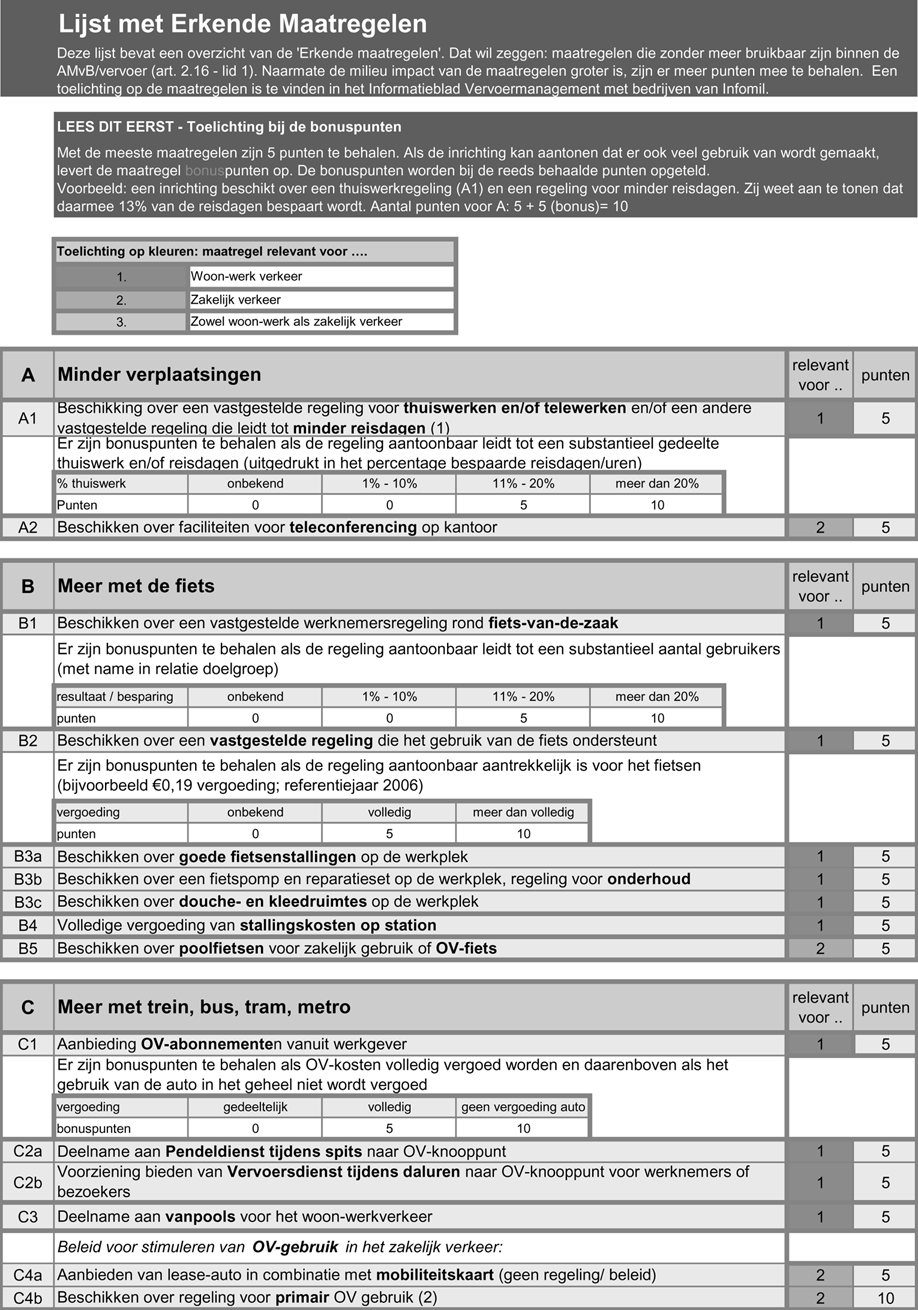 Lijst met Erkende Maatregelen
Deze lijst bevat een overzicht van de 'Erkende maatregelen'. Dat wil zeggen: maatregelen die zonder meer bruikbaar zijn binnen de
AMvB/vervoer (art. 2.16 - lid 1). Naarmate de milieu impact van de maatregelen groter is, zijn er meer punten mee te behalen. Een
toelichting op de maatregelen is te vinden in het Informatieblad Vervoermanagement met bedrijven van Infomil.
LEES DIT EERST - Toelichting bij de bonuspunten
Met de meeste maatregelen zijn 5 punten te behalen. Als de inrichting kan aantonen dat er ook veel gebruik van wordt gemaakt,
levert de maatregel bonuspunten op. De bonuspunten worden bij de reeds behaalde punten opgeteld.
Voorbeeld: een inrichting beschikt over een thuiswerkregeling (A1) en een regeling voor minder reisdagen. Zij weet aan te tonen dat
daarmee 13% van de reisdagen bespaart wordt. Aantal punten voor A: 5 + 5 (bonus)= 10
Toelichting op kleuren: maatregel relevant voor ….
1. Woon-werk verkeer
2. Zakelijk verkeer
3. Zowel woon-werk als zakelijk verkeer
A Minder verplaatsingen relevant voor .. punten
A1 Beschikking over een vastgestelde regeling voor thuiswerken en/of telewerken en/of een andere
vastgestelde regeling die leidt tot minder reisdagen (1) 1 5
Er zijn bonuspunten te behalen als de regeling aantoonbaar leidt tot een substantieel gedeelte
thuiswerk en/of reisdagen (uitgedrukt in het percentage bespaarde reisdagen/uren)
% thuiswerk onbekend 1% - 10% 11% - 20% meer dan 20%
Punten 0 0 5 10
A2 Beschikken over faciliteiten voor teleconferencing op kantoor 2 5
B Meer met de fiets relevant voor .. punten
B1 Beschikken over een vastgestelde werknemersregeling rond fiets-van-de-zaak 1 5
Er zijn bonuspunten te behalen als de regeling aantoonbaar leidt tot een substantieel aantal gebruikers
(met name in relatie doelgroep)
resultaat / besparing onbekend 1% - 10% 11% - 20% meer dan 20%
punten 0 0 5 10
B2 Beschikken over een vastgestelde regeling die het gebruik van de fiets ondersteunt 1 5
Er zijn bonuspunten te behalen als de regeling aantoonbaar aantrekkelijk is voor het fietsen
(bijvoorbeeld €0,19 vergoeding; referentiejaar 2006)
vergoeding onbekend volledig meer dan volledig
punten 0 5 10
B3a Beschikken over goede fietsenstallingen op de werkplek 1 5
B3b Beschikken over een fietspomp en reparatieset op de werkplek, regeling voor onderhoud 1 5
B3c Beschikken over douche- en kleedruimtes op de werkplek 1 5
B4 Volledige vergoeding van stallingskosten op station 1 5
B5 Beschikken over poolfietsen voor zakelijk gebruik of OV-fiets 2 5
C Meer met trein, bus, tram, metro relevant voor .. punten
C1 Aanbieding OV-abonnementen vanuit werkgever 1 5
Er zijn bonuspunten te behalen als OV-kosten volledig vergoed worden en daarenboven als het
gebruik van de auto in het geheel niet wordt vergoed
vergoeding gedeeltelijk volledig geen vergoeding auto
bonuspunten 0 5 10
C2a Deelname aan Pendeldienst tijdens spits naar OV-knooppunt 1 5
C2b Voorziening bieden van Vervoersdienst tijdens daluren naar OV-knooppunt voor werknemers of
bezoekers 1 5
C3 Deelname aan vanpools voor het woon-werkverkeer 1 5
Beleid voor stimuleren van OV-gebruik in het zakelijk verkeer:
C4a Aanbieden van lease-auto in combinatie met mobiliteitskaart (geen regeling/ beleid) 2 5
C4b Beschikken over regeling voor primair OV gebruik (2) 2 10